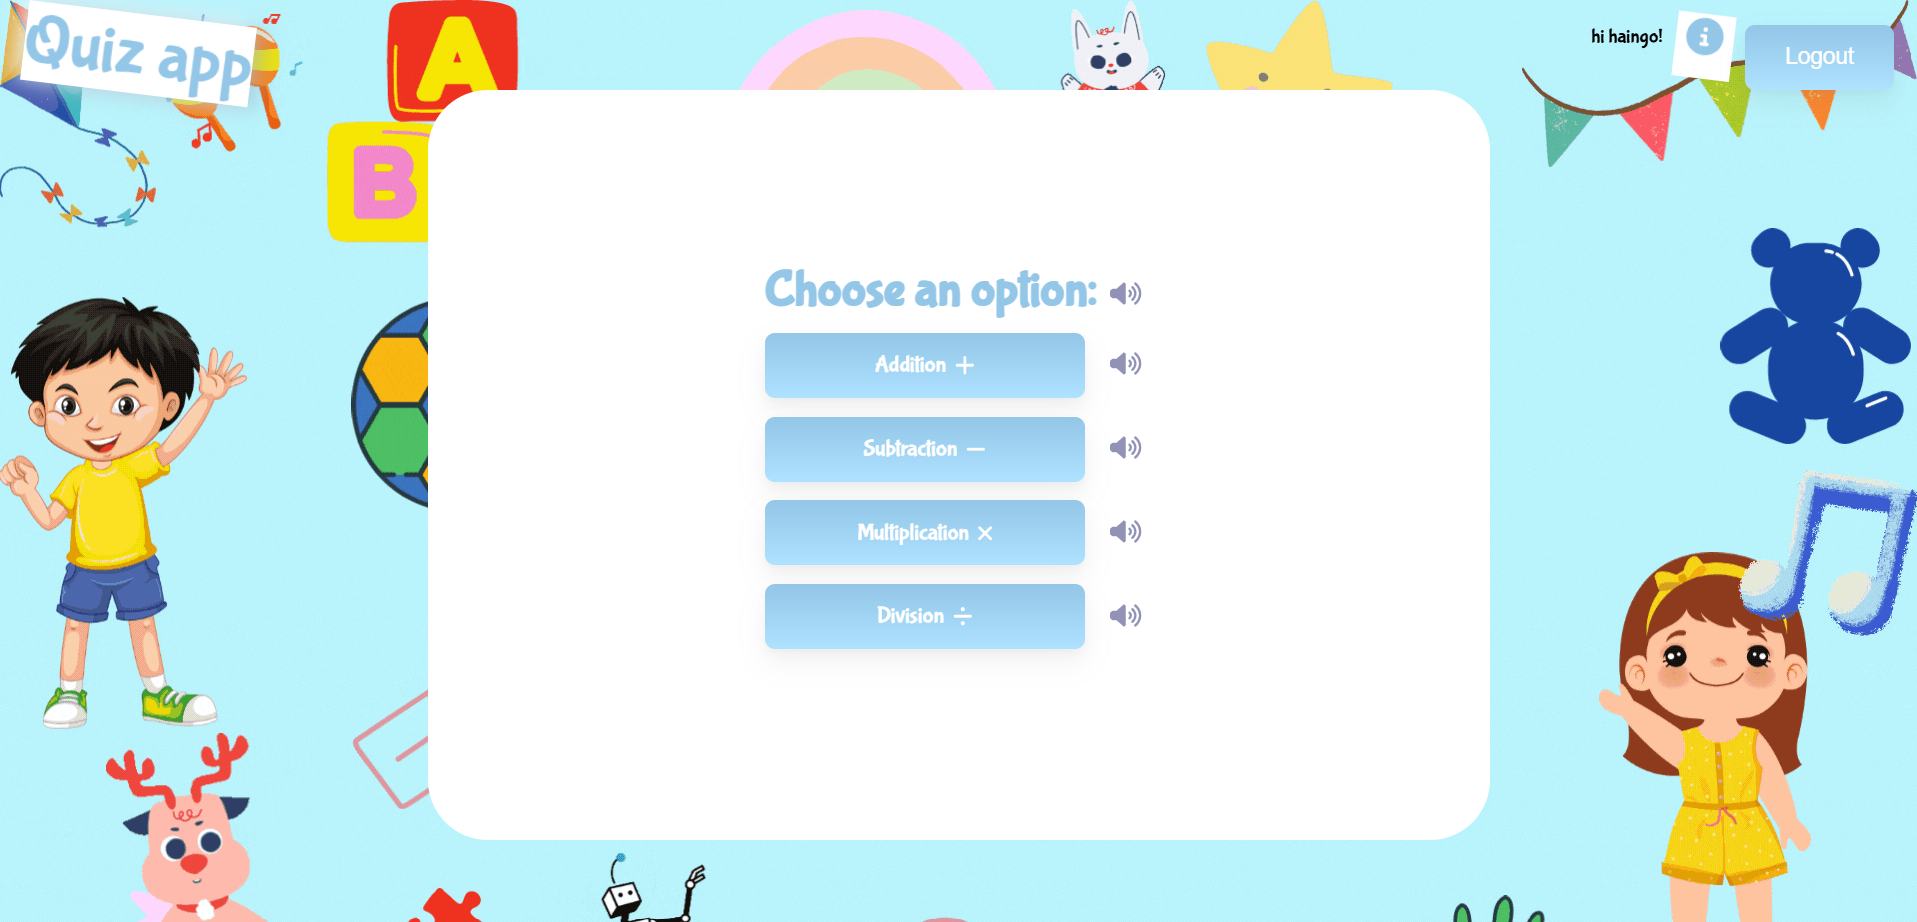 Quiz app
A
B
hi haingo!
i
Logout
Choose an option:
Addition +
Subtraction −
Multiplication ×
Division ÷